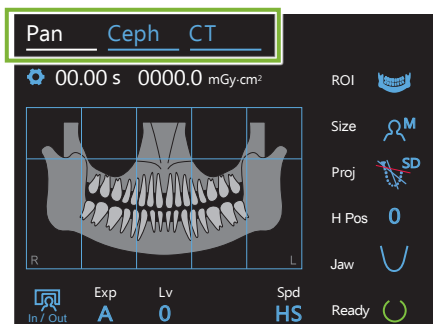 Pan Ceph CT
00.00 s 0000.0 mGy·cm²
ROI
Size M
Proj SD
H Pos 0
R L
Jaw
In / Out
Exp Lv Spd
A 0 HS
Ready